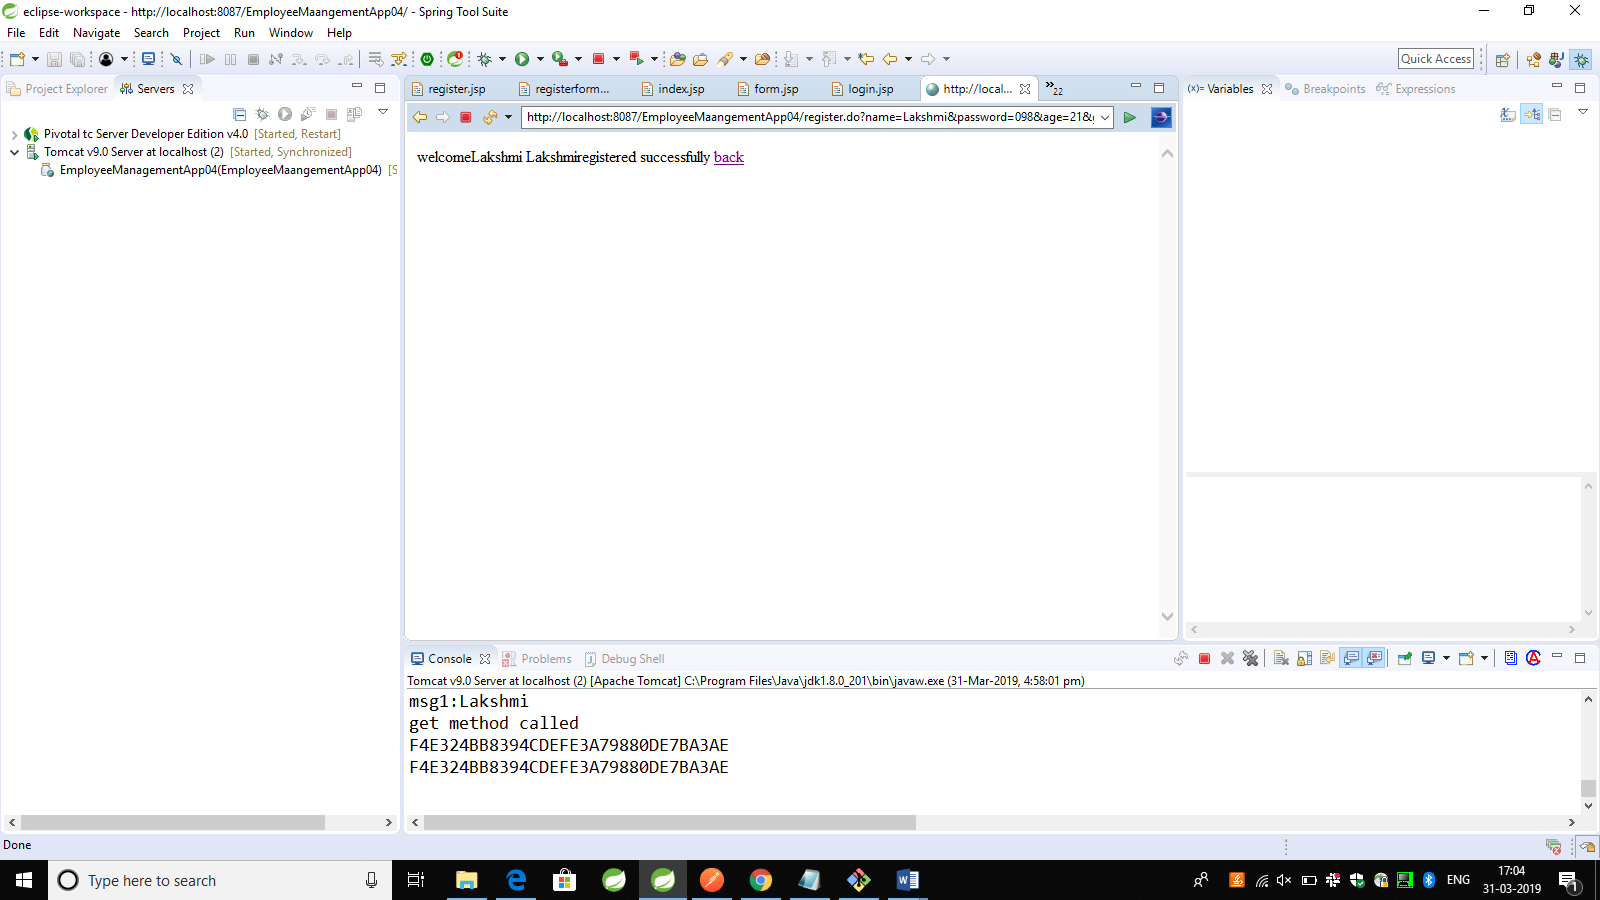 eclipse-workspace - http://localhost:8087/EmployeeMaangementApp04/ - Spring Tool Suite
File Edit Navigate Search Project Run Window Help
Quick Access
Project Explorer Servers
register.jsp registerform... index.jsp form.jsp login.jsp http://local... »22
(x)= Variables Breakpoints Expressions
http://localhost:8087/EmployeeMaangementApp04/register.do?name=Lakshmi&password=098&age=21&
Pivotal tc Server Developer Edition v4.0 [Started, Restart]
Tomcat v9.0 Server at localhost (2) [Started, Synchronized]
EmployeeManagementApp04(EmployeeMaangementApp04) [S
welcomeLakshmi Lakshmiregistered successfully back
Console Problems Debug Shell
Tomcat v9.0 Server at localhost (2) [Apache Tomcat] C:\Program Files\Java\jdk1.8.0_201\bin\javaw.exe (31-Mar-2019, 4:58:01 pm)
msg1:Lakshmi
get method called
F4E324BB8394CDEFE3A79880DE7BA3AE
F4E324BB8394CDEFE3A79880DE7BA3AE
Done
Type here to search
ENG
17:04
31-03-2019
1